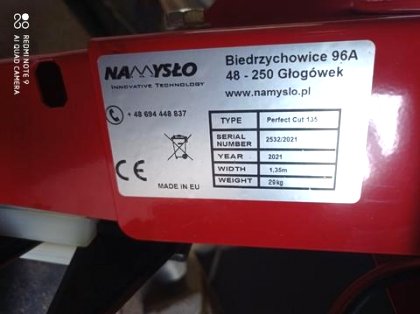 REDMI NOTE 9
AI QUAD CAMERA
NAMYSŁO
INNOVATIVE TECHNOLOGY
Biedrzychowice 96A
48 - 250 Głogówek
www.namyslo.pl
+ 48 694 448 837
TYPE Perfect Cut 135
SERIAL NUMBER 2532/2021
YEAR 2021
WIDTH 1,35m
WEIGHT 29kg
CE
MADE IN EU